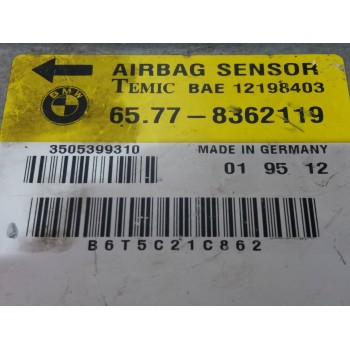 BMW
AIRBAG SENSOR
TEMIC BAE 12198403
65.77-8362119
3505399310
MADE IN GERMANY
01 95 12
B6T5C21C862